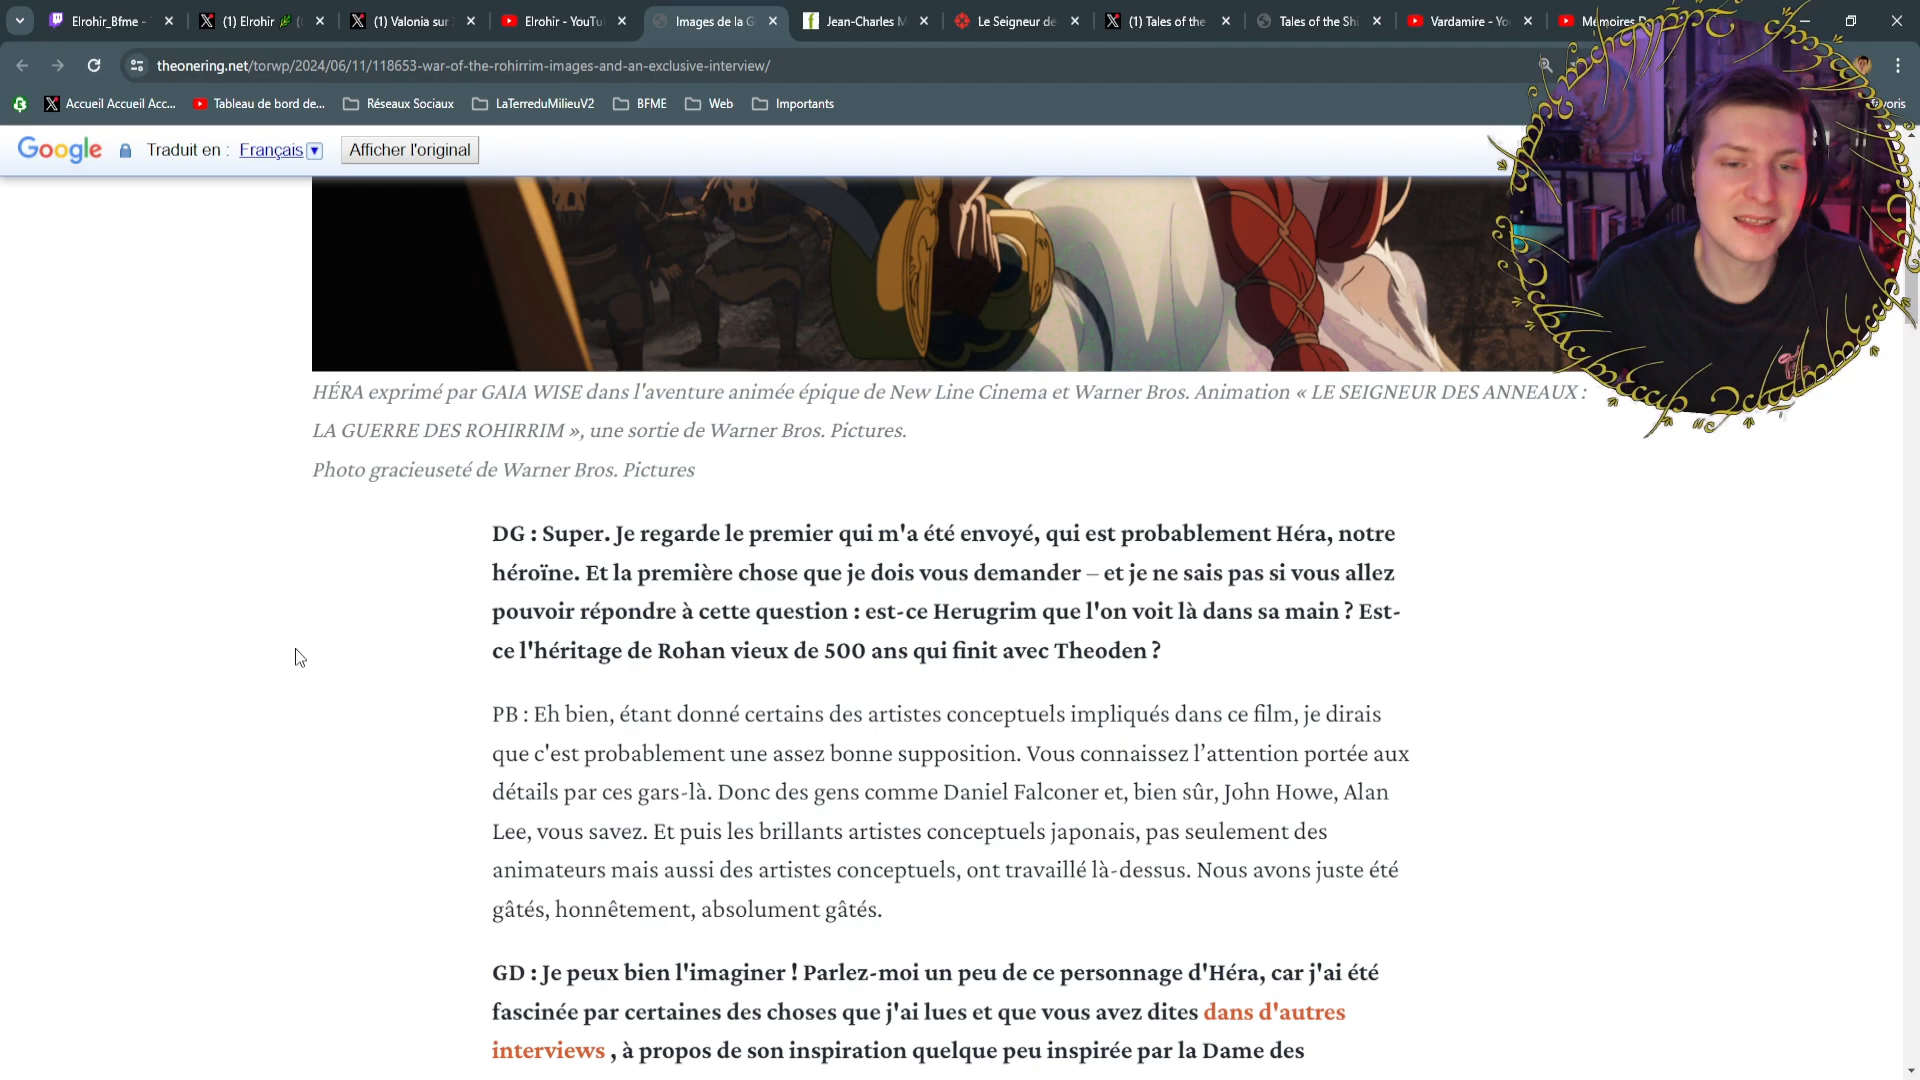 Elrohir_Bfme -
(1) Elrohir
(1) Valonia sur
Elrohir - YouTu
Images de la G
Jean-Charles M
Le Seigneur de
(1) Tales of the
Tales of the Shi
Vardamire - Yo
Mémoires
theonering.net/torwp/2024/06/11/118653-war-of-the-rohirrim-images-and-an-exclusive-interview/
Accueil Accueil Acc...
Tableau de bord de...
Réseaux Sociaux
LaTerreduMilieuV2
BFME
Web
Importants
Google Traduit en : Français Afficher l'original
HÉRA exprimé par GAIA WISE dans l'aventure animée épique de New Line Cinema et Warner Bros. Animation « LE SEIGNEUR DES ANNEAUX :
LA GUERRE DES ROHIRRIM », une sortie de Warner Bros. Pictures.
Photo gracieuseté de Warner Bros. Pictures
DG : Super. Je regarde le premier qui m'a été envoyé, qui est probablement Héra, notre
héroïne. Et la première chose que je dois vous demander – et je ne sais pas si vous allez
pouvoir répondre à cette question : est-ce Herugrim que l'on voit là dans sa main ? Est-
ce l'héritage de Rohan vieux de 500 ans qui finit avec Theoden ?
PB : Eh bien, étant donné certains des artistes conceptuels impliqués dans ce film, je dirais
que c'est probablement une assez bonne supposition. Vous connaissez l’attention portée aux
détails par ces gars-là. Donc des gens comme Daniel Falconer et, bien sûr, John Howe, Alan
Lee, vous savez. Et puis les brillants artistes conceptuels japonais, pas seulement des
animateurs mais aussi des artistes conceptuels, ont travaillé là-dessus. Nous avons juste été
gâtés, honnêtement, absolument gâtés.
GD : Je peux bien l'imaginer ! Parlez-moi un peu de ce personnage d'Héra, car j'ai été
fascinée par certaines des choses que j'ai lues et que vous avez dites dans d'autres
interviews , à propos de son inspiration quelque peu inspirée par la Dame des